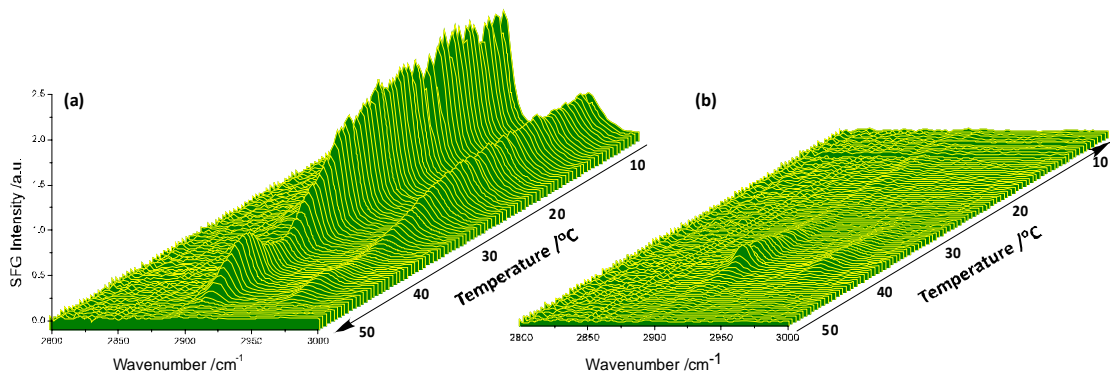 (a)
(b)
2.5
2.0
1.5
1.0
0.5
0.0
SFG Intensity /a.u.
2800 2850 2900 2950 3000
Wavenumber /cm-1
10
20
30
40
50
Temperature /ºC
2800 2850 2900 2950 3000
Wavenumber /cm-1
10
20
30
40
50
Temperature /ºC